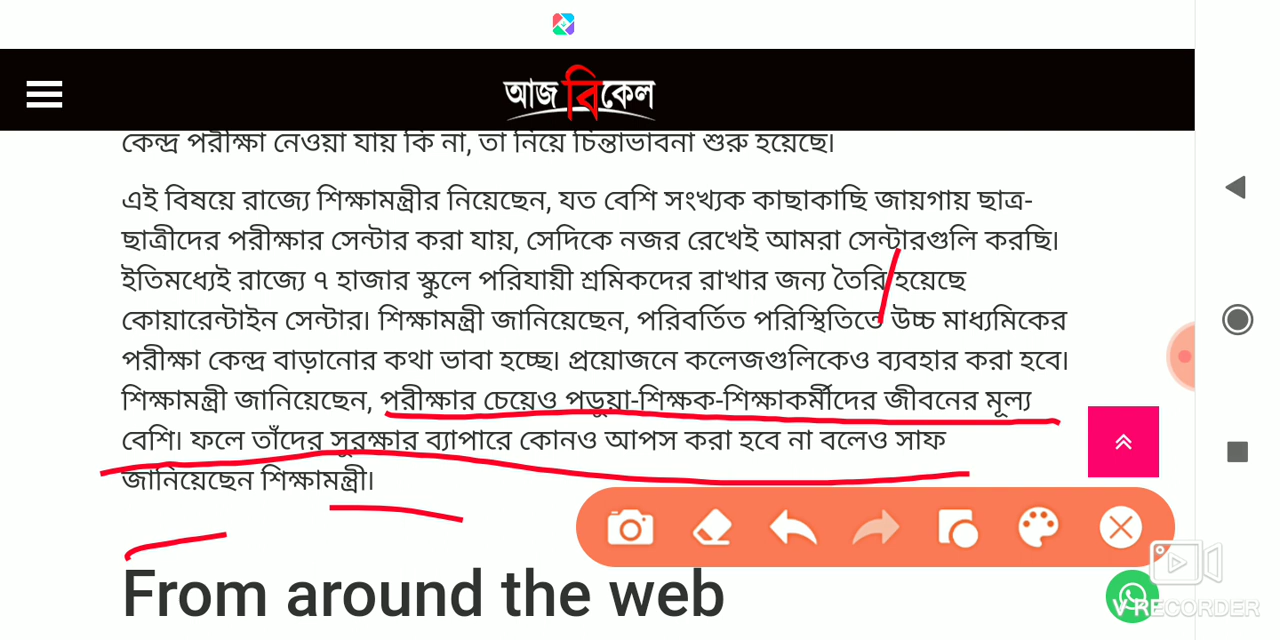 আজ বিকেল
কেন্দ্র পরীক্ষা নেওয়া যায় কি না, তা নিয়ে চিন্তাভাবনা শুরু হয়েছে।
এই বিষয়ে রাজ্যে শিক্ষামন্ত্রীর নিয়েছেন, যত বেশি সংখ্যক কাছাকাছি জায়গায় ছাত্র-
ছাত্রীদের পরীক্ষার সেন্টার করা যায়, সেদিকে নজর রেখেই আমরা সেন্টারগুলি করছি।
ইতিমধ্যেই রাজ্যে ৭ হাজার স্কুলে পরিযায়ী শ্রমিকদের রাখার জন্য তৈরি হয়েছে
কোয়ারেন্টাইন সেন্টার। শিক্ষামন্ত্রী জানিয়েছেন, পরিবর্তিত পরিস্থিতিতে উচ্চ মাধ্যমিকের
পরীক্ষা কেন্দ্র বাড়ানোর কথা ভাবা হচ্ছে। প্রয়োজনে কলেজগুলিকেও ব্যবহার করা হবে।
শিক্ষামন্ত্রী জানিয়েছেন, পরীক্ষার চেয়েও পড়ুয়া-শিক্ষক-শিক্ষাকর্মীদের জীবনের মূল্য
বেশি। ফলে তাঁদের সুরক্ষার ব্যাপারে কোনও আপস করা হবে না বলেও সাফ
জানিয়েছেন শিক্ষামন্ত্রী।
From around the web
V RECORDER